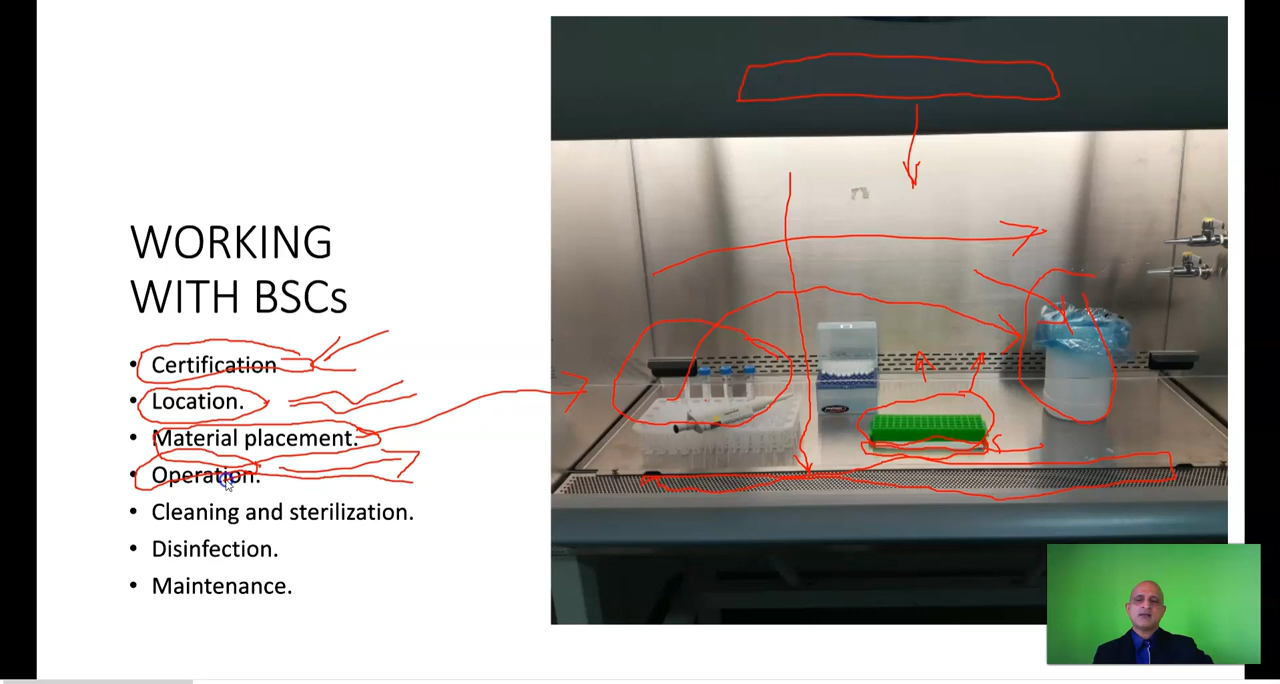 WORKING
WITH BSCs
• Certification
• Location.
• Material placement.
• Operation.
• Cleaning and sterilization.
• Disinfection.
• Maintenance.